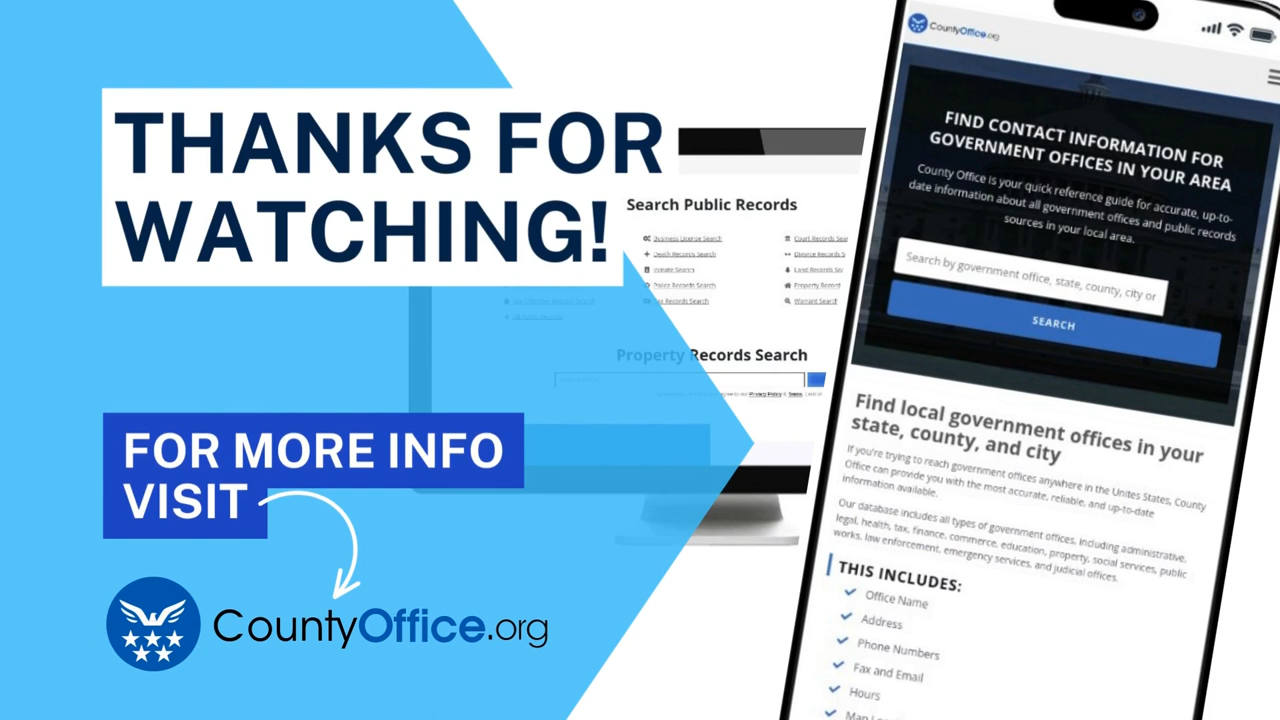 THANKS FOR
WATCHING!
FOR MORE INFO
VISIT
CountyOffice.org
Search Public Records
Business License Search
Court Records Sear
Death Records Search
Divorce Records S
Inmate Search
Land Records Sear
Police Records Search
Property Record
Tax Records Search
Warrant Search
Property Records Search
Privacy Policy
CountyOffice.org
FIND CONTACT INFORMATION FOR
GOVERNMENT OFFICES IN YOUR AREA
County Office is your quick reference guide for accurate, up-to-
date information about all government offices and public records
sources in your local area.
Search by government office, state, county, city or
SEARCH
Find local government offices in your
state, county, and city
If you're trying to reach government offices anywhere in the Unites States, County
Office can provide you with the most accurate, reliable, and up-to-date
information available.
Our database includes all types of government offices, including administrative,
legal, health, tax, finance, commerce, education, property, social services, public
works, law enforcement, emergency services, and judicial offices.
THIS INCLUDES:
Office Name
Address
Phone Numbers
Fax and Email
Hours